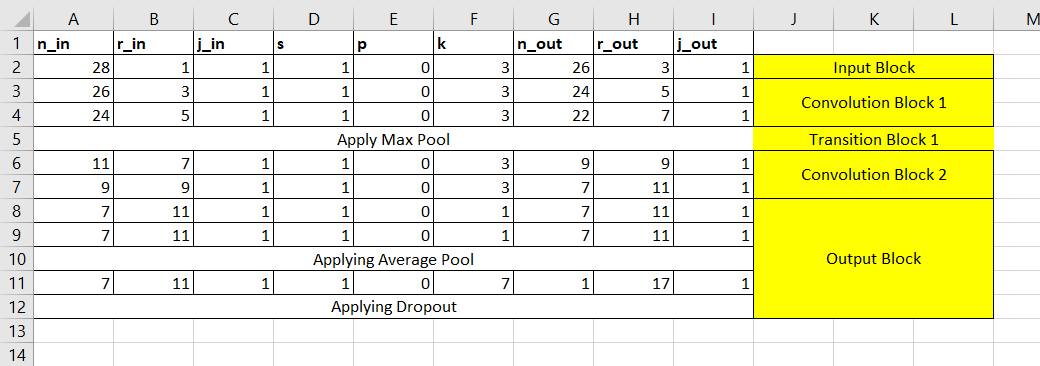 A B C D E F G H I J K L M
1 n_in r_in j_in s p k n_out r_out j_out
2 28 1 1 1 0 3 26 3 1 Input Block
3 26 3 1 1 0 3 24 5 1 Convolution Block 1
4 24 5 1 1 0 3 22 7 1
5 Apply Max Pool Transition Block 1
6 11 7 1 1 0 3 9 9 1 Convolution Block 2
7 9 9 1 1 0 3 7 11 1
8 7 11 1 1 0 1 7 11 1
9 7 11 1 1 0 1 7 11 1
10 Applying Average Pool Output Block
11 7 11 1 1 0 7 1 17 1
12 Applying Dropout
13
14